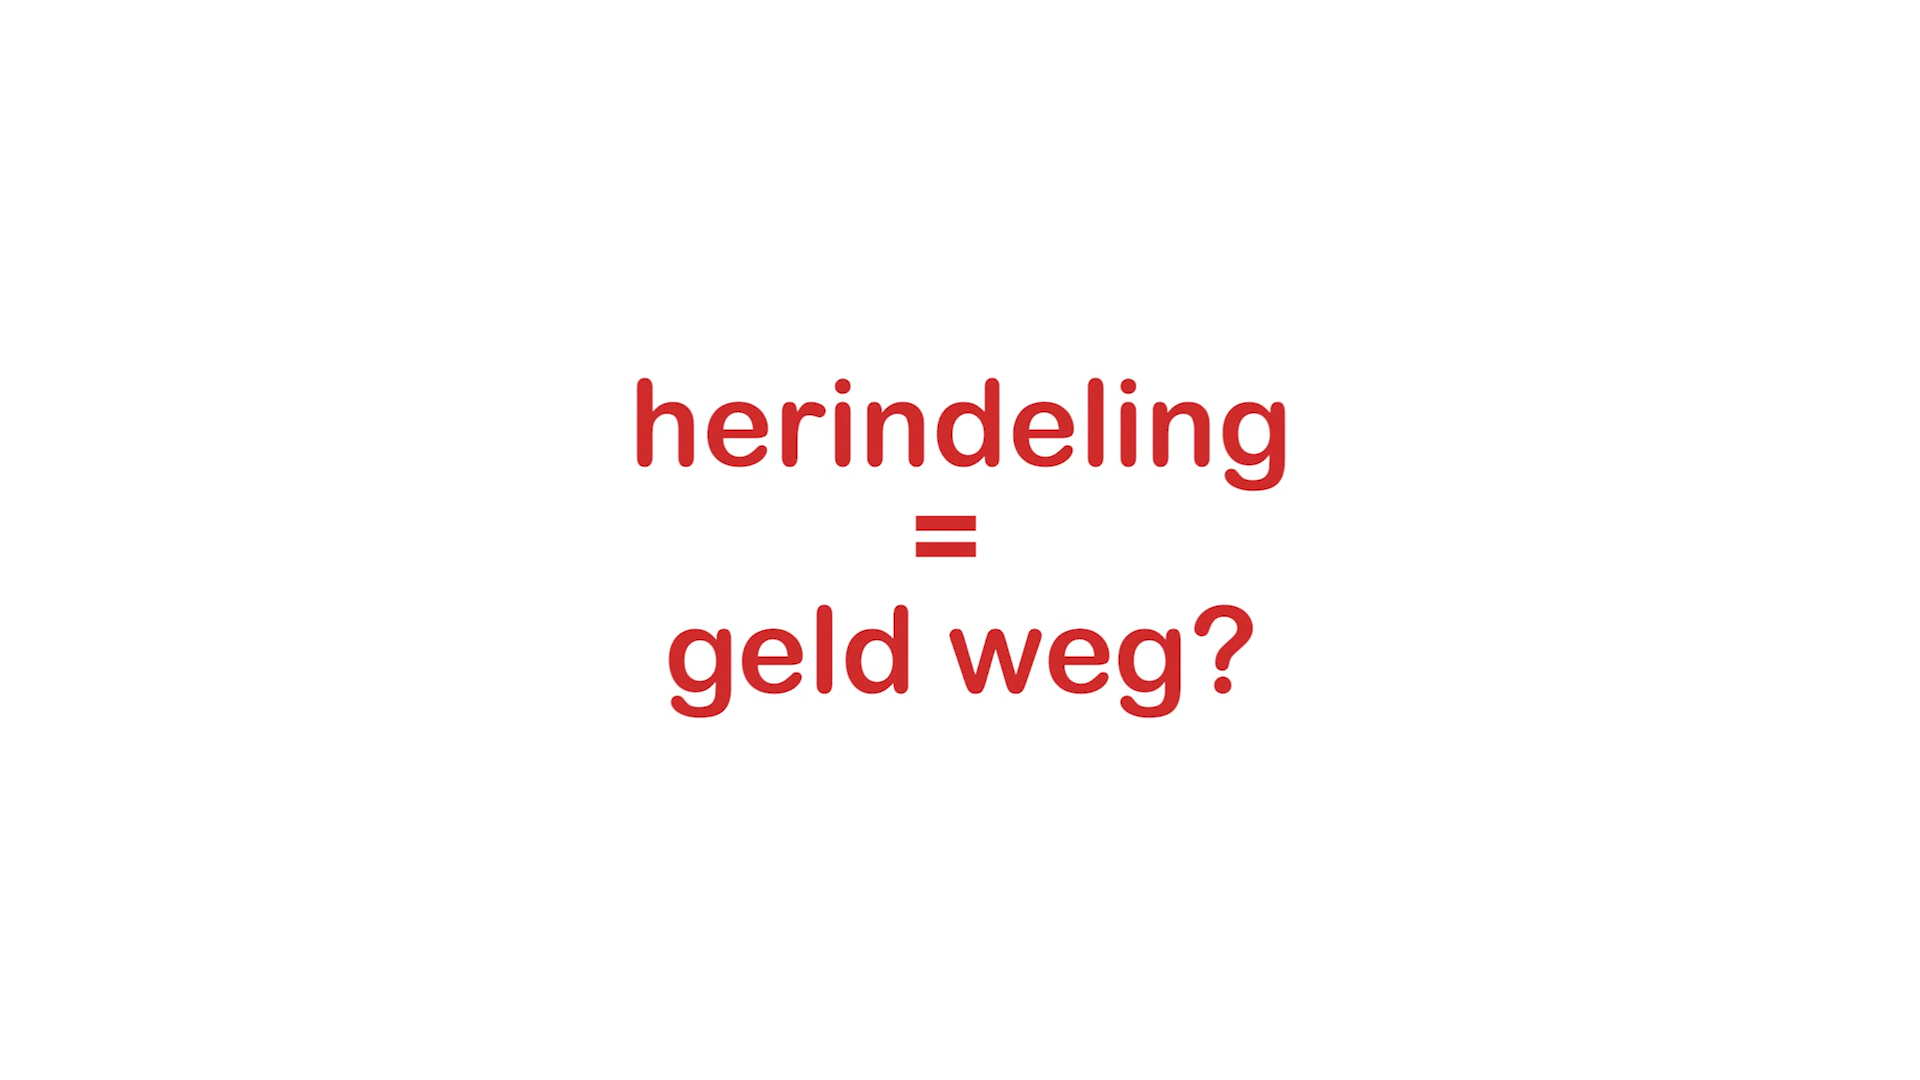 herindeling
=
geld weg?